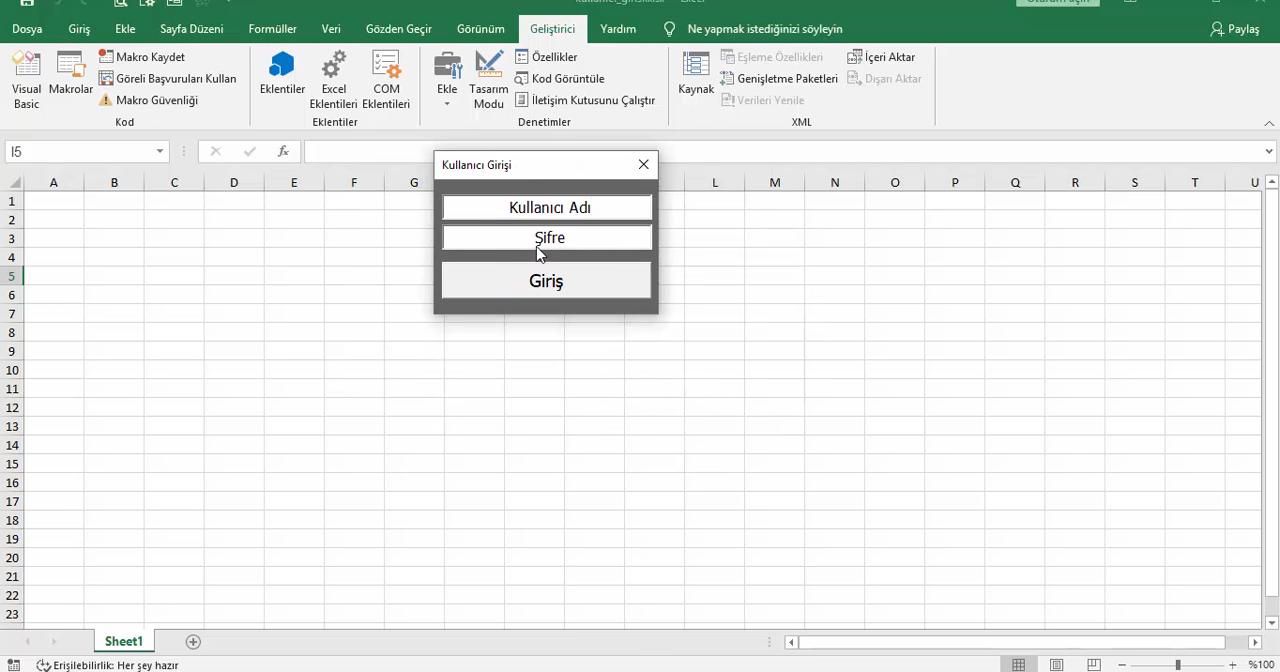 Dosya Giriş Ekle Sayfa Düzeni Formüller Veri Gözden Geçir Görünüm Geliştirici Yardım Ne yapmak istediğinizi söyleyin Paylaş
Visual Basic
Makrolar
Makro Kaydet
Göreli Başvuruları Kullan
Makro Güvenliği
Kod
Eklentiler
Excel Eklentileri
COM Eklentileri
Eklentiler
Ekle
Tasarım Modu
Özellikler
Kod Görüntüle
İletişim Kutusunu Çalıştır
Denetimler
Kaynak
Eşleme Özellikleri
Genişletme Paketleri
Verileri Yenile
İçeri Aktar
Dışarı Aktar
XML
I5
fx
A B C D E F G L M N O P Q R S T U
Kullanıcı Girişi
Kullanıcı Adı
Şifre
Giriş
1
2
3
4
5
6
7
8
9
10
11
12
13
14
15
16
17
18
19
20
21
22
23
Sheet1
Erişilebilirlik: Her şey hazır
%100